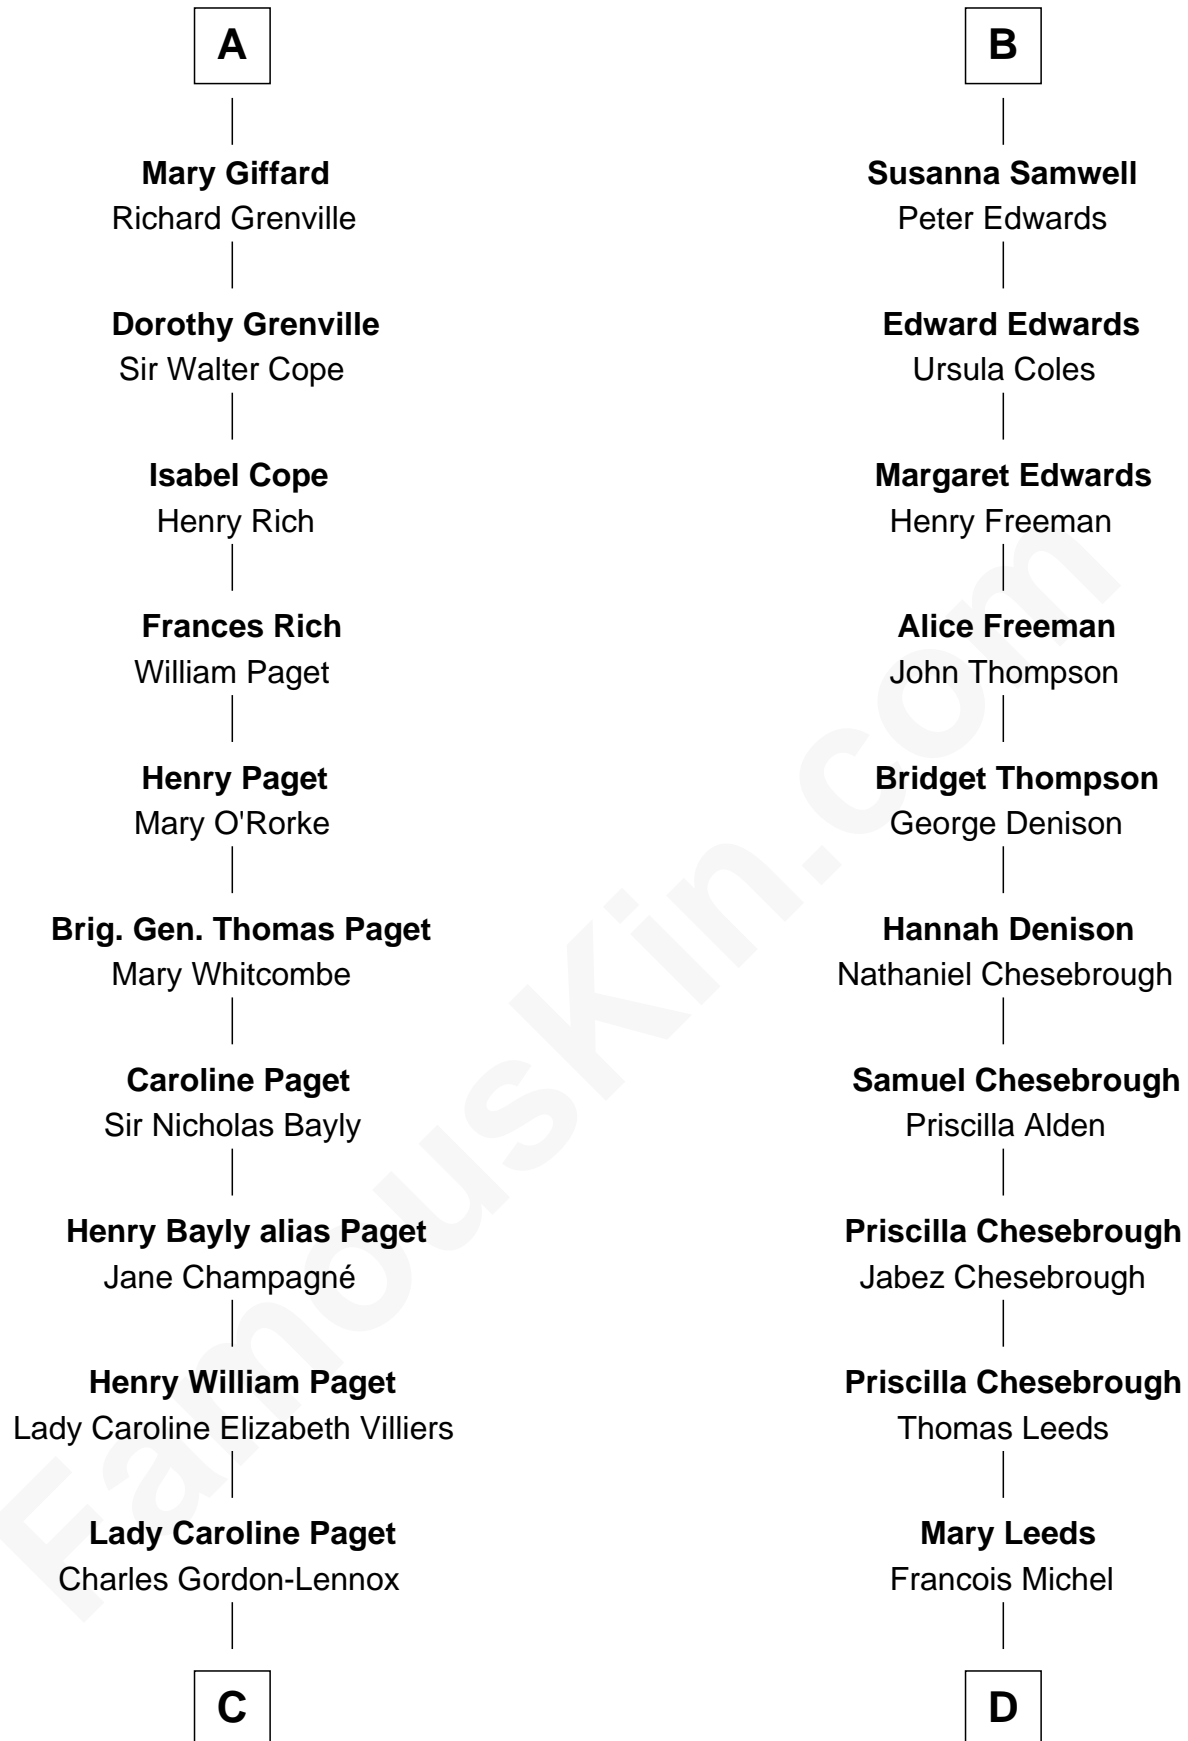 A
Mary Giffard
Richard Grenville
Dorothy Grenville
Sir Walter Cope
Isabel Cope
Henry Rich
Frances Rich
William Paget
Henry Paget
Mary O'Rorke
Brig. Gen. Thomas Paget
Mary Whitcombe
Caroline Paget
Sir Nicholas Bayly
Henry Bayly alias Paget
Jane Champagné
Henry William Paget
Lady Caroline Elizabeth Villiers
Lady Caroline Paget
Charles Gordon-Lennox
C
B
Susanna Samwell
Peter Edwards
Edward Edwards
Ursula Coles
Margaret Edwards
Henry Freeman
Alice Freeman
John Thompson
Bridget Thompson
George Denison
Hannah Denison
Nathaniel Chesebrough
Samuel Chesebrough
Priscilla Alden
Priscilla Chesebrough
Jabez Chesebrough
Priscilla Chesebrough
Thomas Leeds
Mary Leeds
Francois Michel
D
FamousKin.com